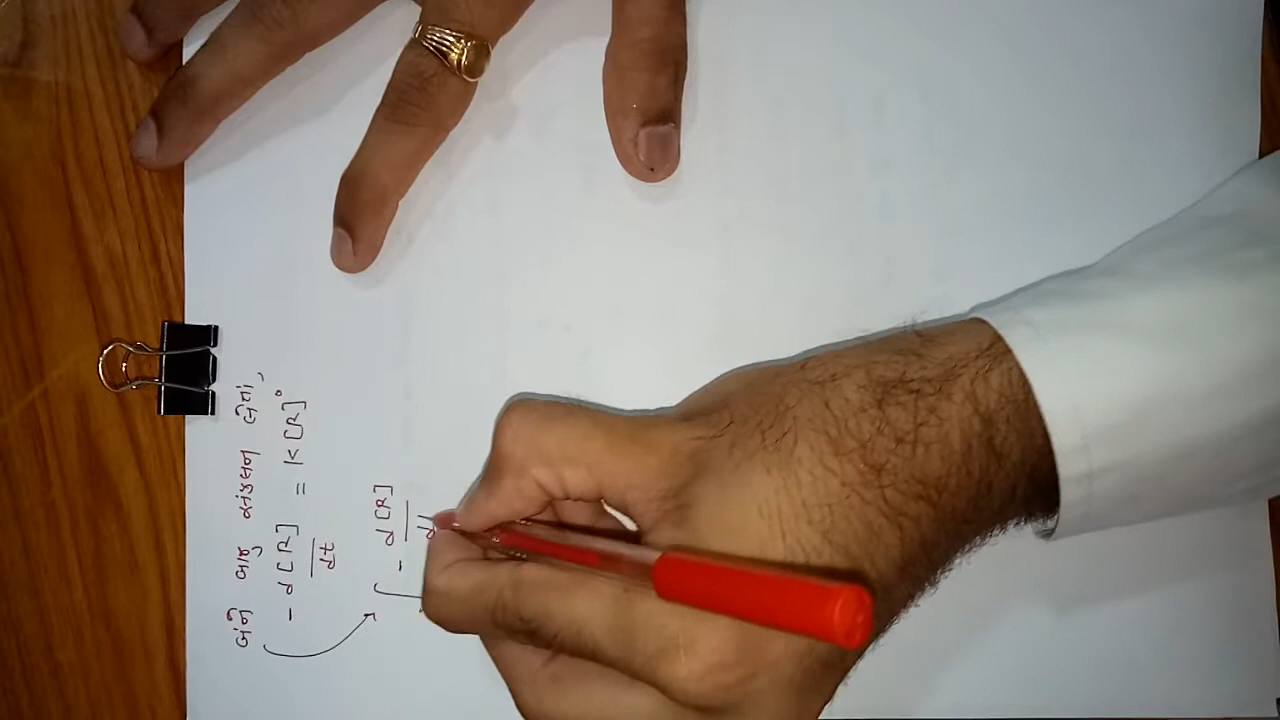 બંને બાજુ સંકલન લેતાં,
- d[R]/dt = K[R]°
∫ - d[R]/d